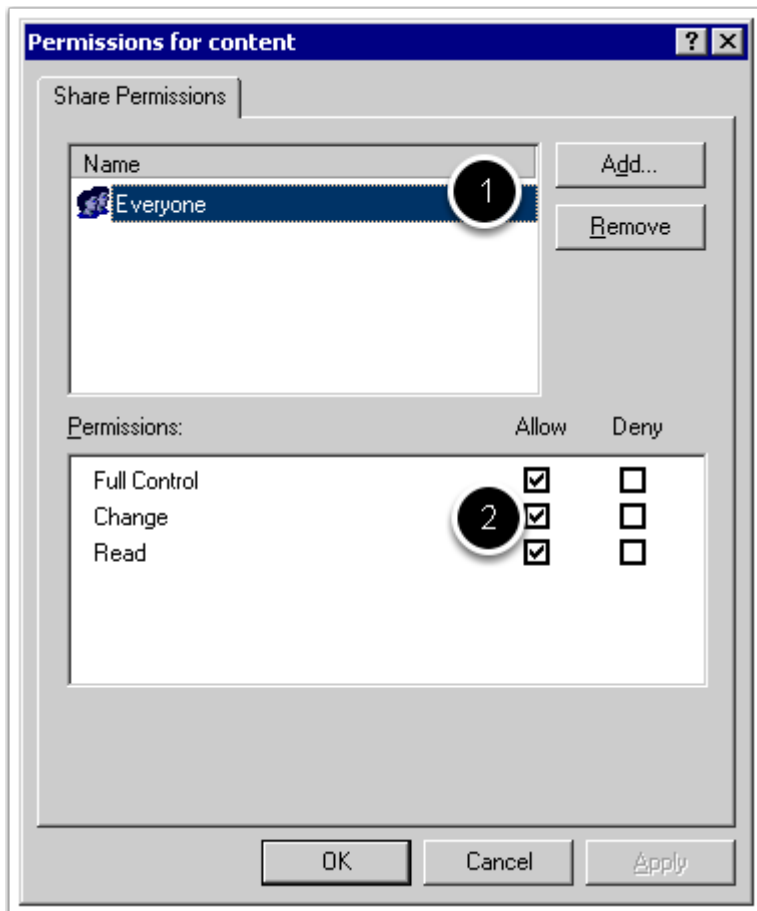 Permissions for content
Share Permissions
Name
Add...
1
Everyone
Remove
Permissions: Allow Deny
Full Control
Change
2
Read
OK Cancel Apply